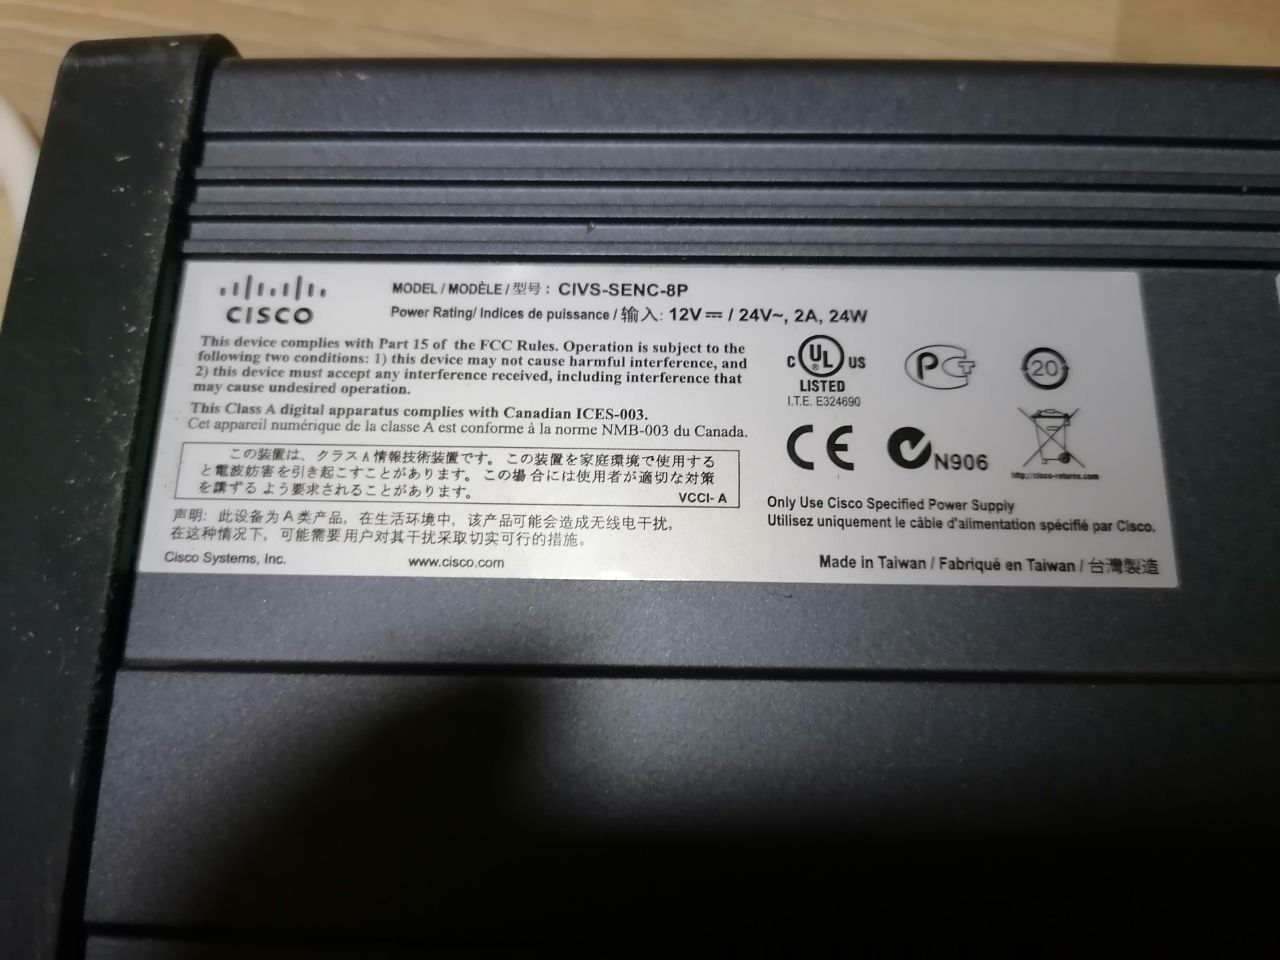 CISCO
MODEL / MODÈLE / 型号 : CIVS-SENC-8P
Power Rating/ Indices de puissance / 输入: 12V⎓ / 24V~, 2A, 24W
This device complies with Part 15 of the FCC Rules. Operation is subject to the
following two conditions: 1) this device may not cause harmful interference, and
2) this device must accept any interference received, including interference that
may cause undesired operation.
This Class A digital apparatus complies with Canadian ICES-003.
Cet appareil numérique de la classe A est conforme à la norme NMB-003 du Canada.
この装置は、クラスA情報技術装置です。この装置を家庭環境で使用する
と電波妨害を引き起こすことがあります。この場合には使用者が適切な対策
を講ずるよう要求されることがあります。
VCCI-A
声明: 此设备为A类产品，在生活环境中，该产品可能会造成无线电干扰，
在这种情况下，可能需要用户对其干扰采取切实可行的措施。
Cisco Systems, Inc.
www.cisco.com
C UL US
LISTED
I.T.E. E324690
PCT
20
CE
N906
http://cisco-returns.com
Only Use Cisco Specified Power Supply
Utilisez uniquement le câble d'alimentation spécifié par Cisco.
Made in Taiwan / Fabriqué en Taiwan / 台灣製造